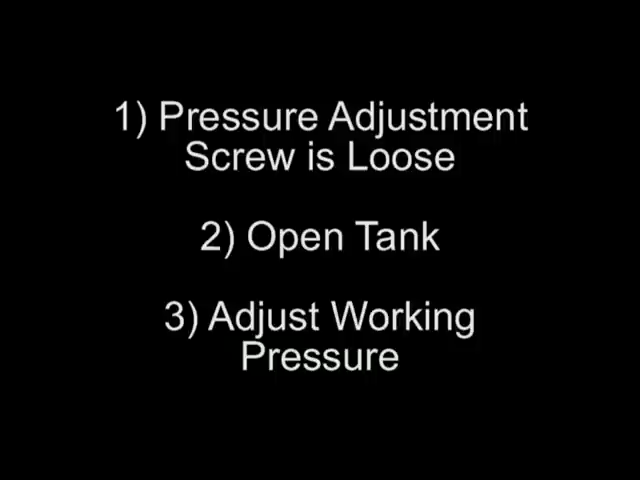 1) Pressure Adjustment
Screw is Loose
2) Open Tank
3) Adjust Working
Pressure